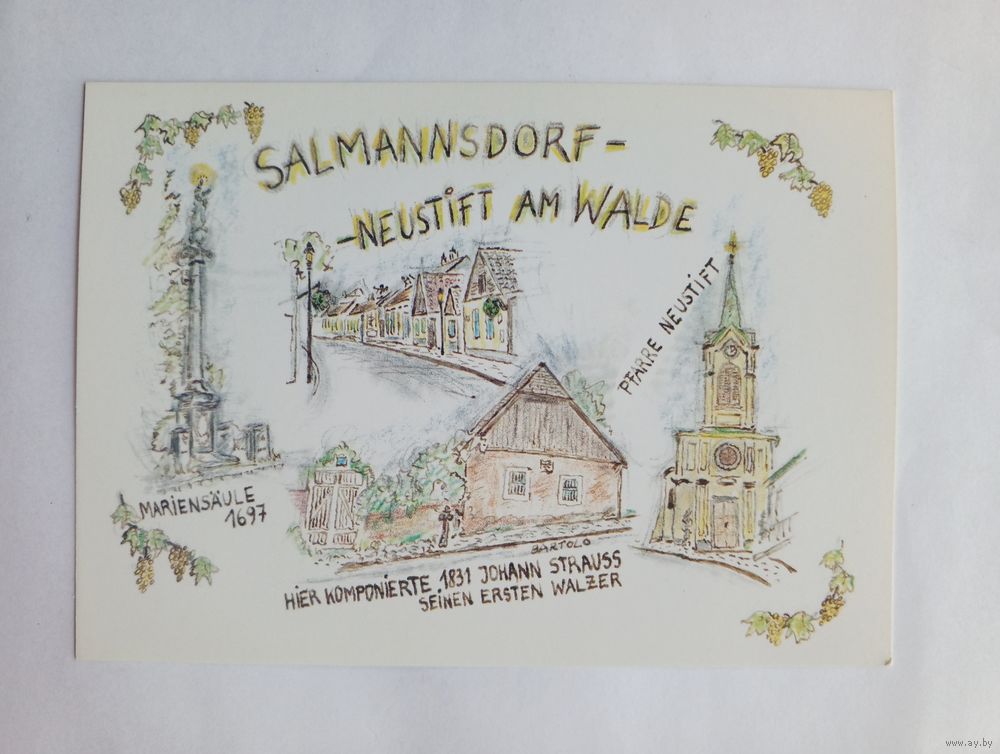 SALMANNSDORF-
-NEUSTIFT AM WALDE
PFARRE NEUSTIFT
MARIENSÄULE
1697
BARTOLO
HIER KOMPONIERTE 1831 JOHANN STRAUSS
SEINEN ERSTEN WALZER
www.ay.by